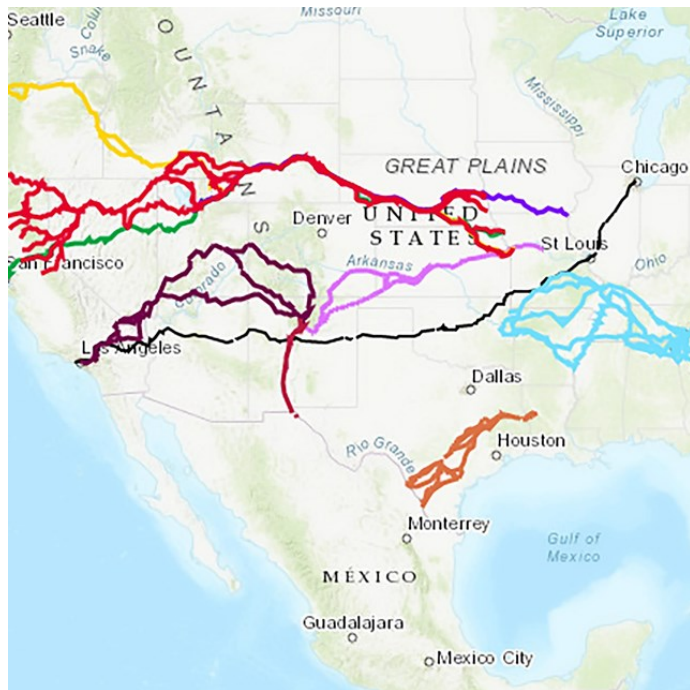 Seattle
Missouri
Lake
Superior
Snake
OUNTAINS
Mississippi
GREAT PLAINS
Chicago
Denver
UNITED
STATES
St Louis
San Francisco
Colorado
Arkansas
Ohio
Los Angeles
Dallas
Rio Grande
Houston
Monterrey
Gulf of
Mexico
MÉXICO
Guadalajara
Mexico City